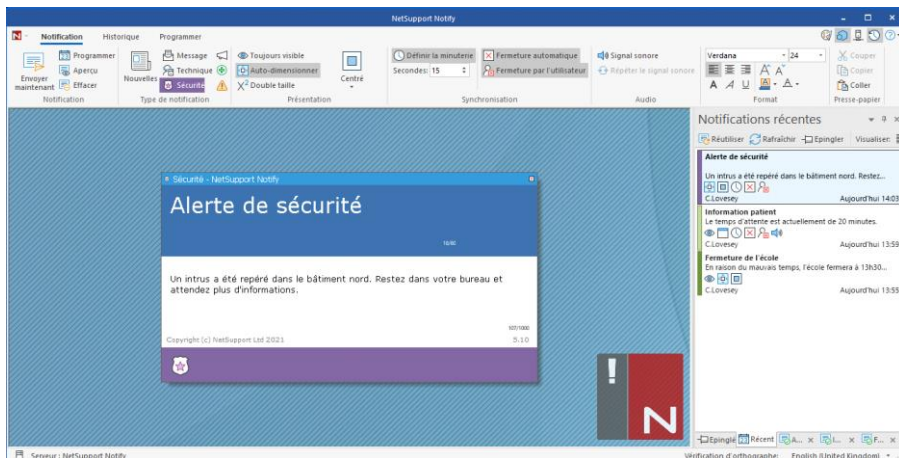 NetSupport Notify
Notification Historique Programmer
Envoyer maintenant
Programmer
Aperçu
Effacer
Notification
Nouvelles
Message
Technique
Sécurité
Type de notification
Toujours visible
Auto-dimensionner
Double taille
Centré
Présentation
Définir la minuterie
Secondes: 15
Fermeture automatique
Fermeture par l'utilisateur
Synchronisation
Signal sonore
Répéter le signal sonore
Audio
Verdana 24
Format
Couper
Copier
Coller
Presse-papier
Sécurité - NetSupport Notify
Alerte de sécurité
Un intrus a été repéré dans le bâtiment nord. Restez dans votre bureau et
attendez plus d'informations.
Copyright (c) NetSupport Ltd 2021 5.10
Notifications récentes
Réutiliser Rafraîchir Epingler Visualiser:
Alerte de sécurité
Un intrus a été repéré dans le bâtiment nord. Restez...
C.Lovesey Aujourd'hui 14:03
Information patient
Le temps d'attente est actuellement de 20 minutes.
C.Lovesey Aujourd'hui 13:59
Fermeture de l'école
En raison du mauvais temps, l'école fermera à 13h30...
C.Lovesey Aujourd'hui 13:55
Epinglé Récent A... I... F...
Serveur : NetSupport Notify
Vérification d'orthographe: English (United Kingdom)